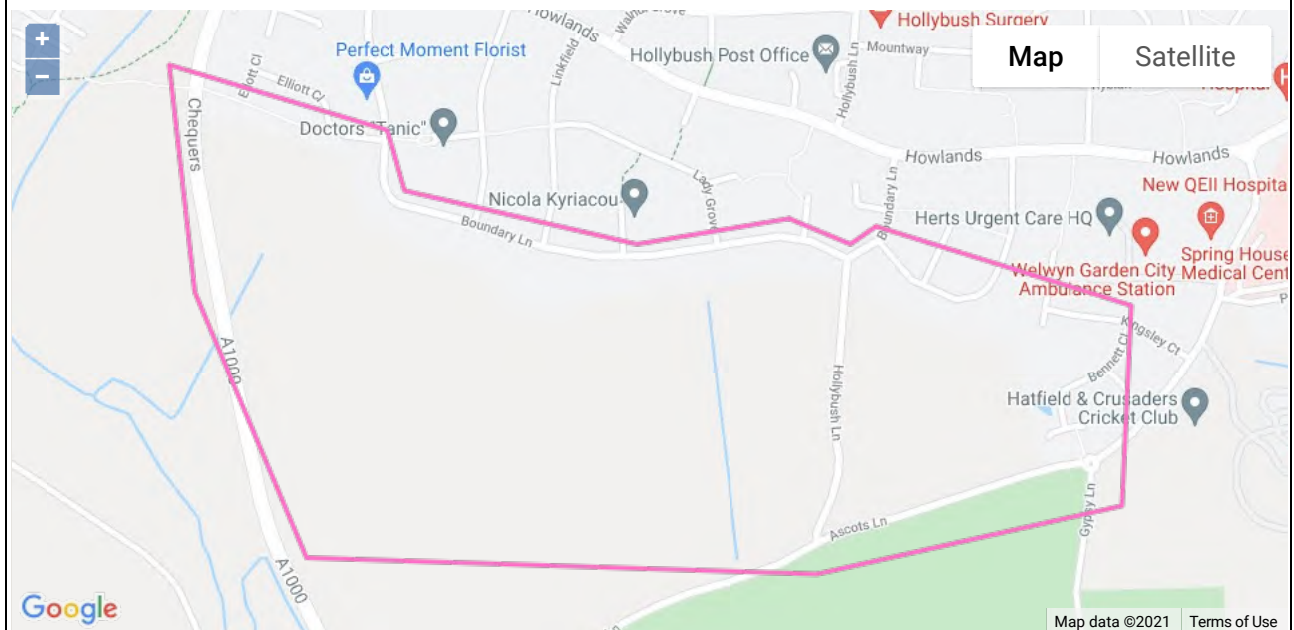 Howlands
Walnut Grove
Hollybush Surgery
+
−
Perfect Moment Florist
Linkfield
Hollybush Post Office
Hollybush Ln
Mountway
Map
Satellite
Elliott Cl
Elliott Cl
Hospital
Chequers
Doctors "Tanic"
Howlands
Howlands
Lady Grove
Boundary Ln
New QEII Hospita
Nicola Kyriacou
Herts Urgent Care HQ
Boundary Ln
Welwyn Garden City
Ambulance Station
Spring House
Medical Cent
Kingsley Ct
A1000
Hollybush Ln
Bennett Cl
Hatfield & Crusaders
Cricket Club
Ascots Ln
Gypsy Ln
A1000
Google
Map data ©2021
Terms of Use